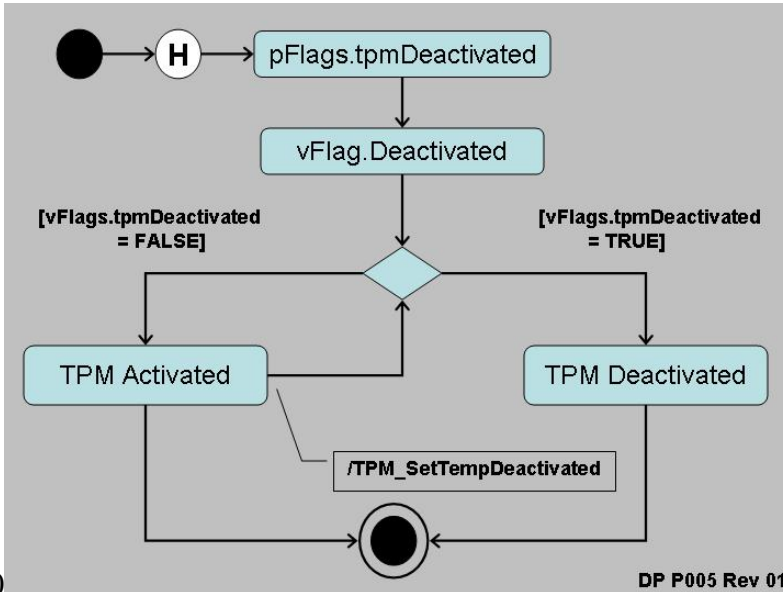 H
pFlags.tpmDeactivated
vFlag.Deactivated
[vFlags.tpmDeactivated
= FALSE]
[vFlags.tpmDeactivated
= TRUE]
TPM Activated
TPM Deactivated
/TPM_SetTempDeactivated
)
DP P005 Rev 01